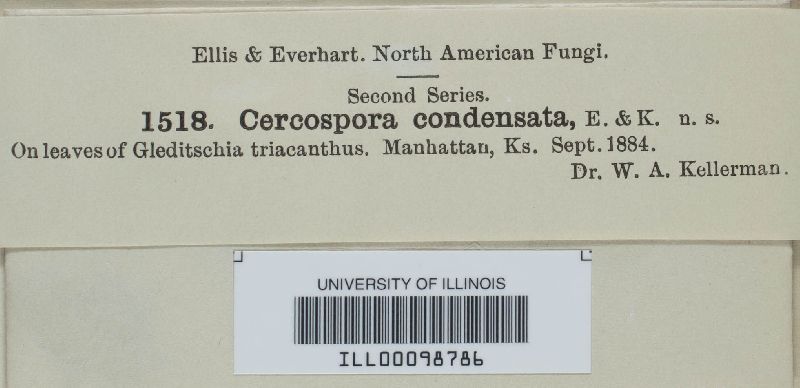 Ellis & Everhart. North American Fungi.
Second Series.
1518. Cercospora condensata, E. & K. n. s.
On leaves of Gleditschia triacanthus. Manhattan, Ks. Sept. 1884.
Dr. W. A. Kellerman.
UNIVERSITY OF ILLINOIS
ILL00098786